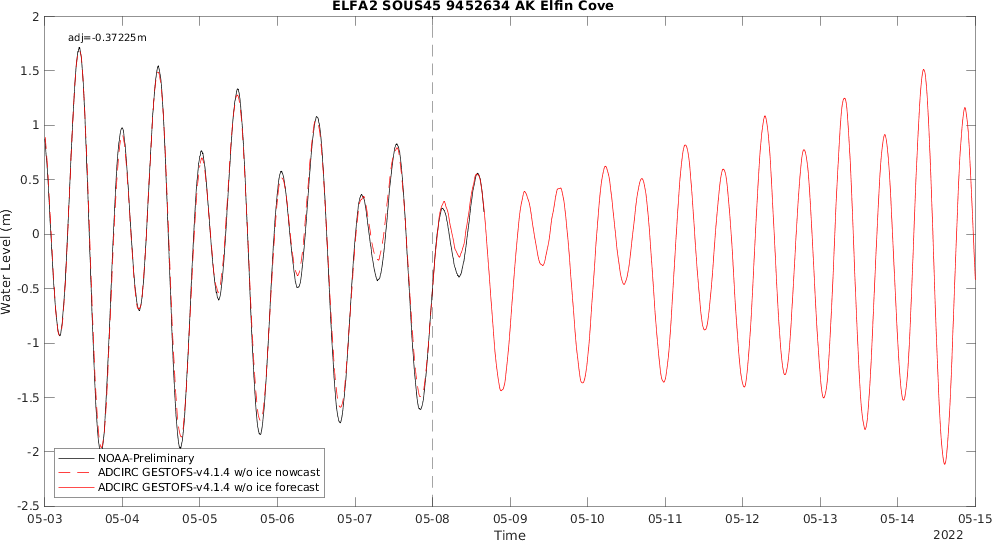 ELFA2 SOUS45 9452634 AK Elfin Cove
adj=-0.37225m
Water Level (m)
2
1.5
1
0.5
0
-0.5
-1
-1.5
-2
-2.5
NOAA-Preliminary
ADCIRC GESTOFS-v4.1.4 w/o ice nowcast
ADCIRC GESTOFS-v4.1.4 w/o ice forecast
05-03 05-04 05-05 05-06 05-07 05-08 05-09 05-10 05-11 05-12 05-13 05-14 05-15
Time
2022